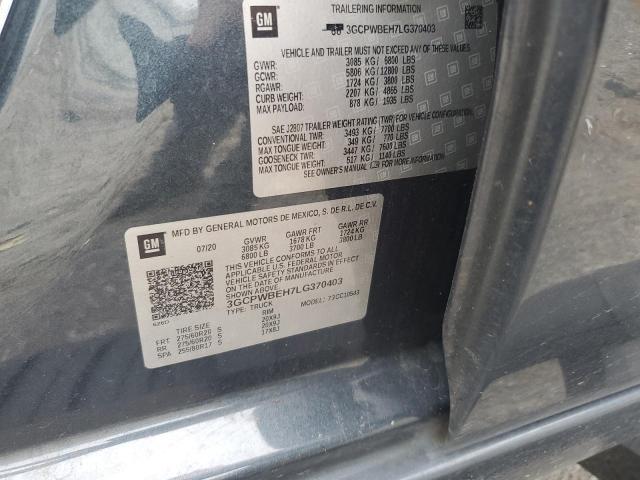 GM
TRAILERING INFORMATION
3GCPWBEH7LG370403
VEHICLE AND TRAILER MUST NOT EXCEED ANY OF THESE VALUES
GVWR: 3085 KG/ 6800 LBS
GCWR: 5806 KG/12800 LBS
RGAWR: 1724 KG/ 3800 LBS
CURB WEIGHT: 2207 KG/ 4865 LBS
MAX PAYLOAD: 878 KG/ 1935 LBS
SAE J2807 TRAILER WEIGHT RATING (TWR) FOR VEHICLE CONFIGURATION
CONVENTIONAL TWR: 3493 KG/ 7700 LBS
MAX TONGUE WEIGHT: 349 KG/ 770 LBS
GOOSENECK TWR: 3447 KG/ 7600 LBS
MAX TONGUE WEIGHT: 517 KG/ 1140 LBS
SEE OWNER'S MANUAL FOR MORE INFORMATION
GM
MFD BY GENERAL MOTORS DE MEXICO, S. DE R.L. DE C.V.
07/20 GVWR GAWR FRT GAWR RR
3085 KG 1678 KG 1724 KG
6800 LB 3700 LB 3800 LB
THIS VEHICLE CONFORMS TO ALL
APPLICABLE U.S. FEDERAL MOTOR
VEHICLE SAFETY STANDARDS IN EFFECT
ON THE DATE OF MANUFACTURE
SHOWN ABOVE.
3GCPWBEH7LG370403
TYPE: TRUCK MODEL:
TIRE SIZE RIM
FRT 275/60R20 S 20X9J
RR 275/60R20 S 20X9J
SPA 255/80R17 S 17X8J